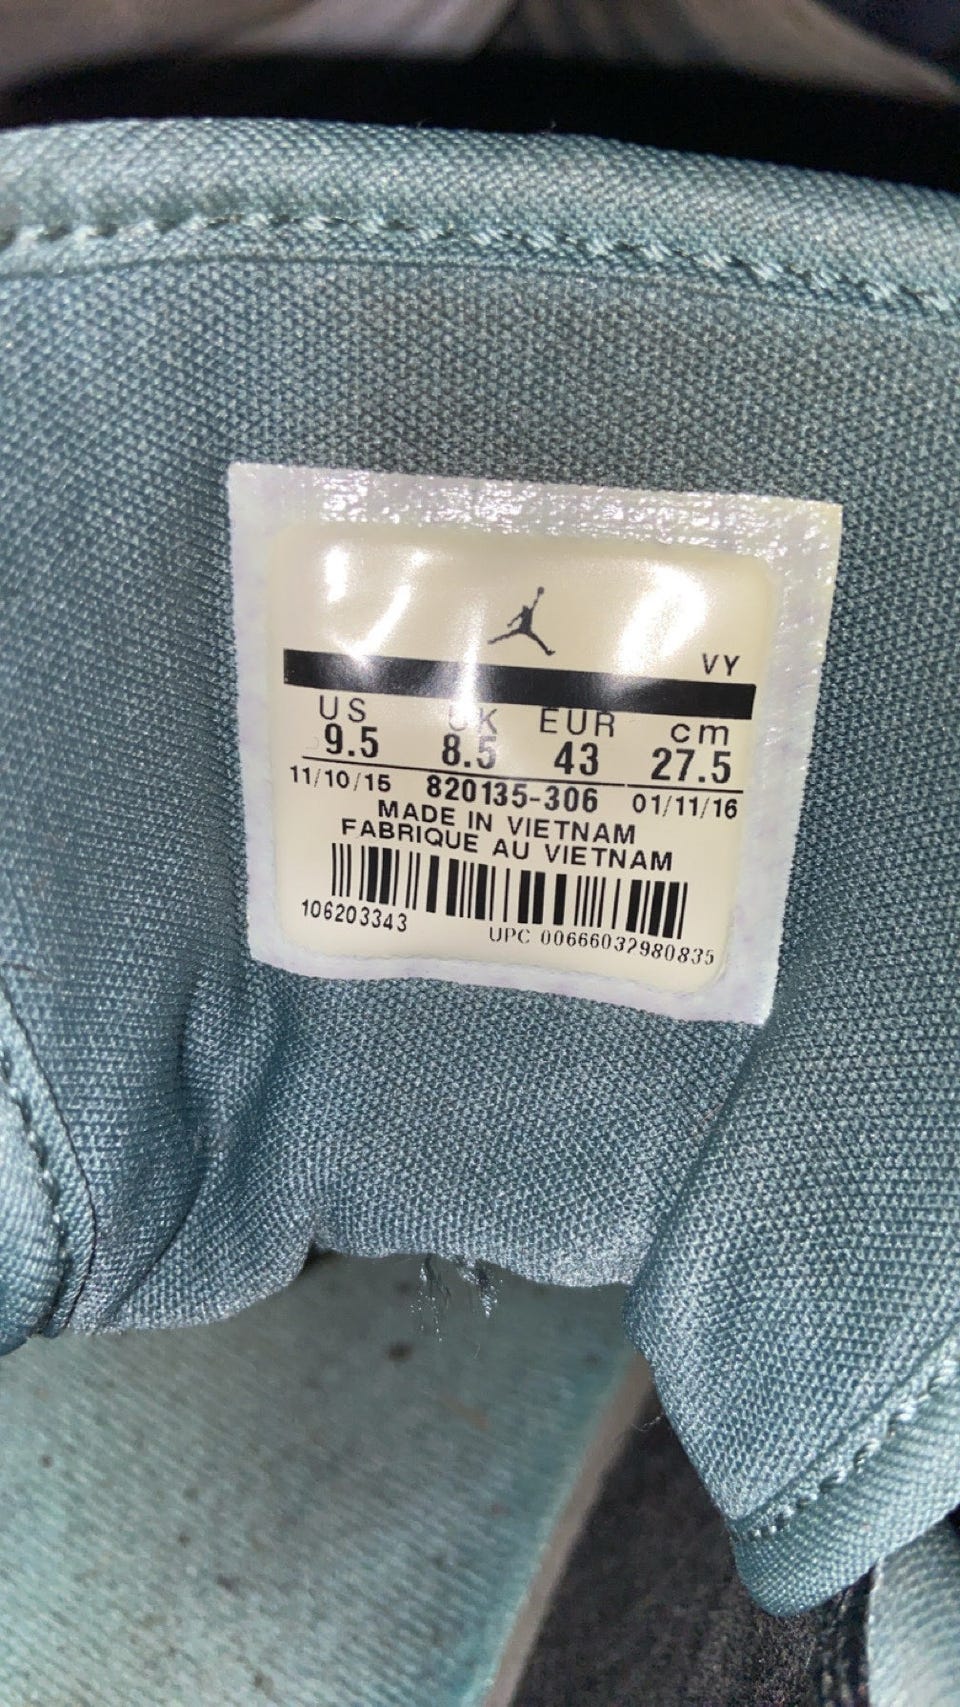 VY
US UK EUR cm
9.5 8.5 43 27.5
11/10/15 820135-306 01/11/16
MADE IN VIETNAM
FABRIQUE AU VIETNAM
106203343
UPC 00666032980835